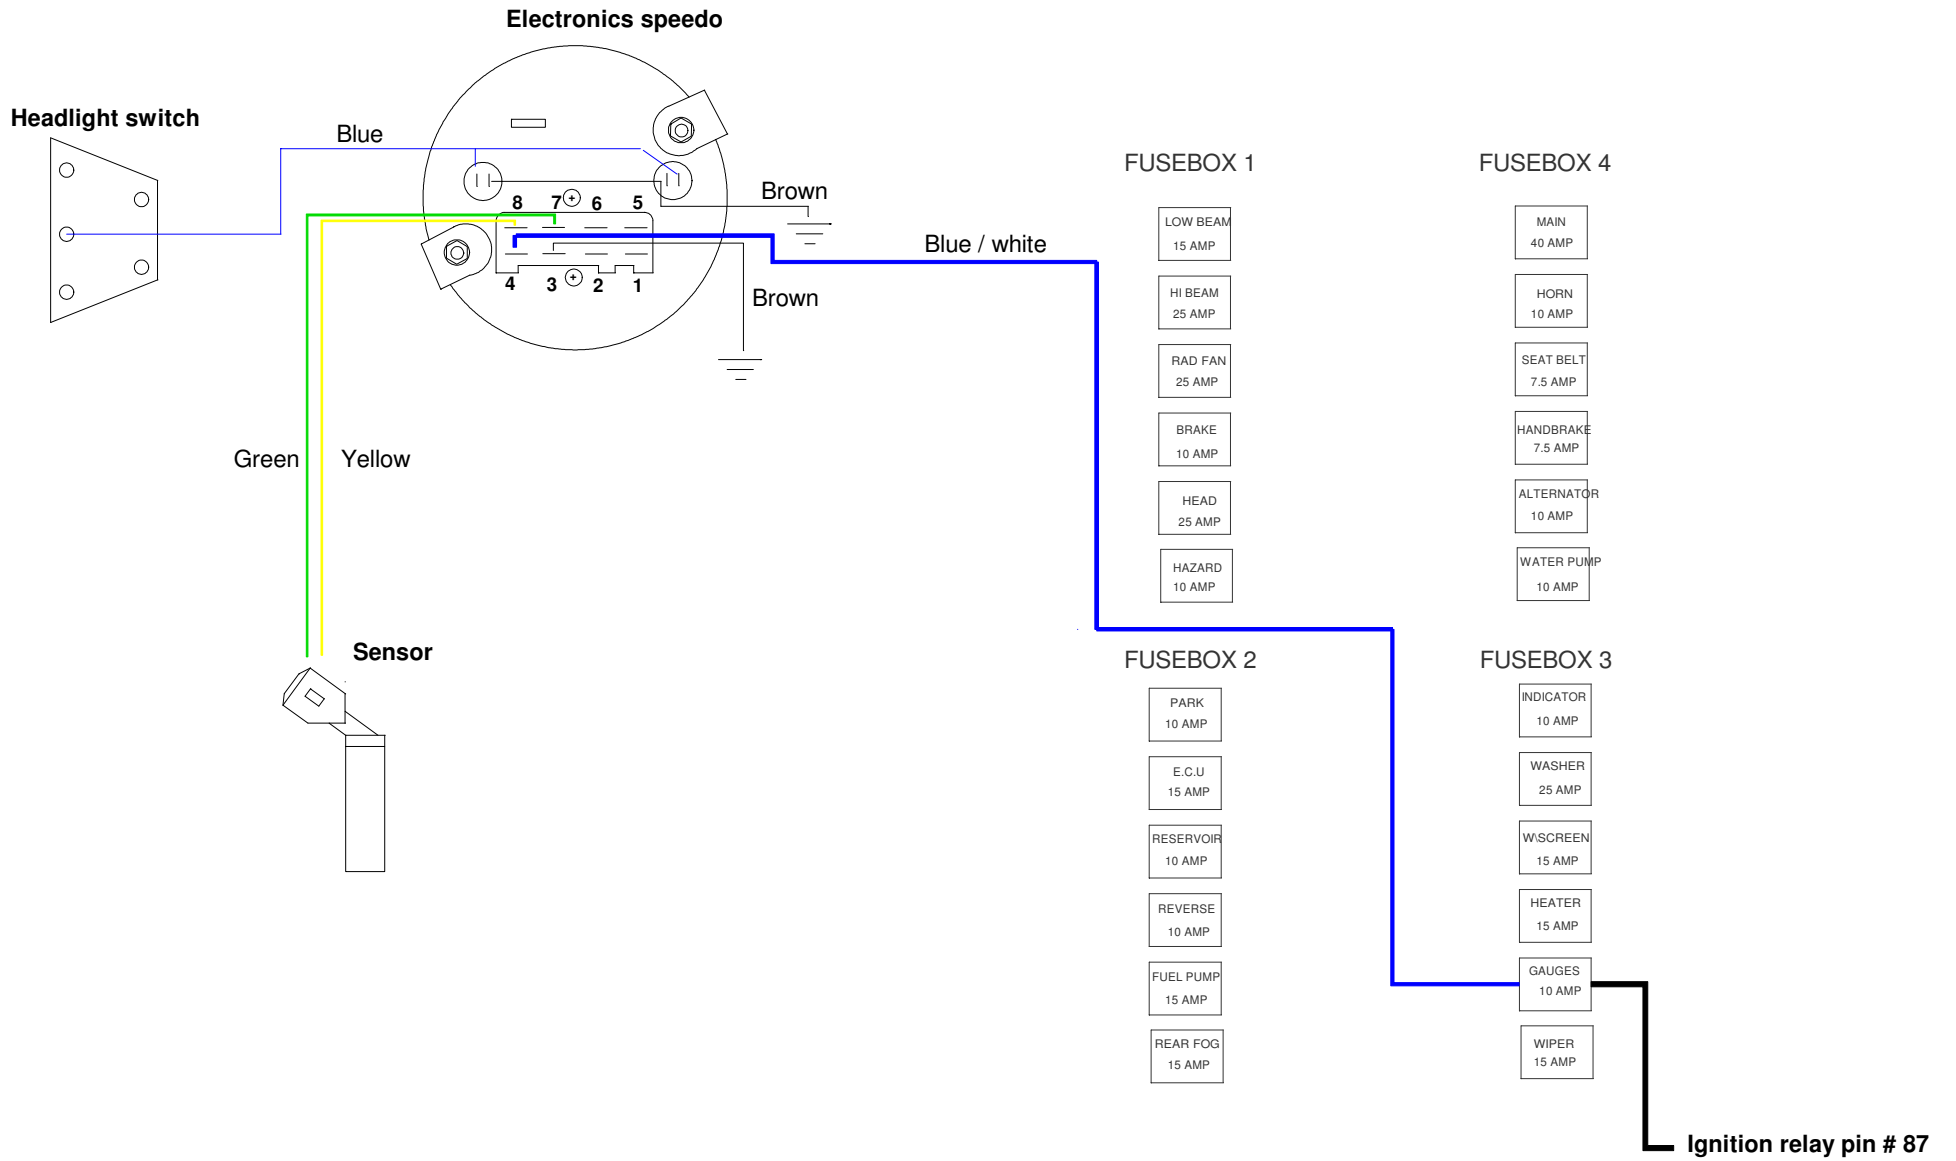 Electronics speedo
Headlight switch
Blue
Brown
8 7 6 5
4 3 2 1
Blue / white
Brown
Green
Yellow
Sensor
FUSEBOX 1
LOW BEAM
15 AMP
HI BEAM
25 AMP
RAD FAN
25 AMP
BRAKE
10 AMP
HEAD
25 AMP
HAZARD
10 AMP
FUSEBOX 4
MAIN
40 AMP
HORN
10 AMP
SEAT BELT
7.5 AMP
HANDBRAKE
7.5 AMP
ALTERNATOR
10 AMP
WATER PUMP
10 AMP
FUSEBOX 2
PARK
10 AMP
E.C.U
15 AMP
RESERVOIR
10 AMP
REVERSE
10 AMP
FUEL PUMP
15 AMP
REAR FOG
15 AMP
FUSEBOX 3
INDICATOR
10 AMP
WASHER
25 AMP
W\SCREEN
15 AMP
HEATER
15 AMP
GAUGES
10 AMP
WIPER
15 AMP
Ignition relay pin # 87